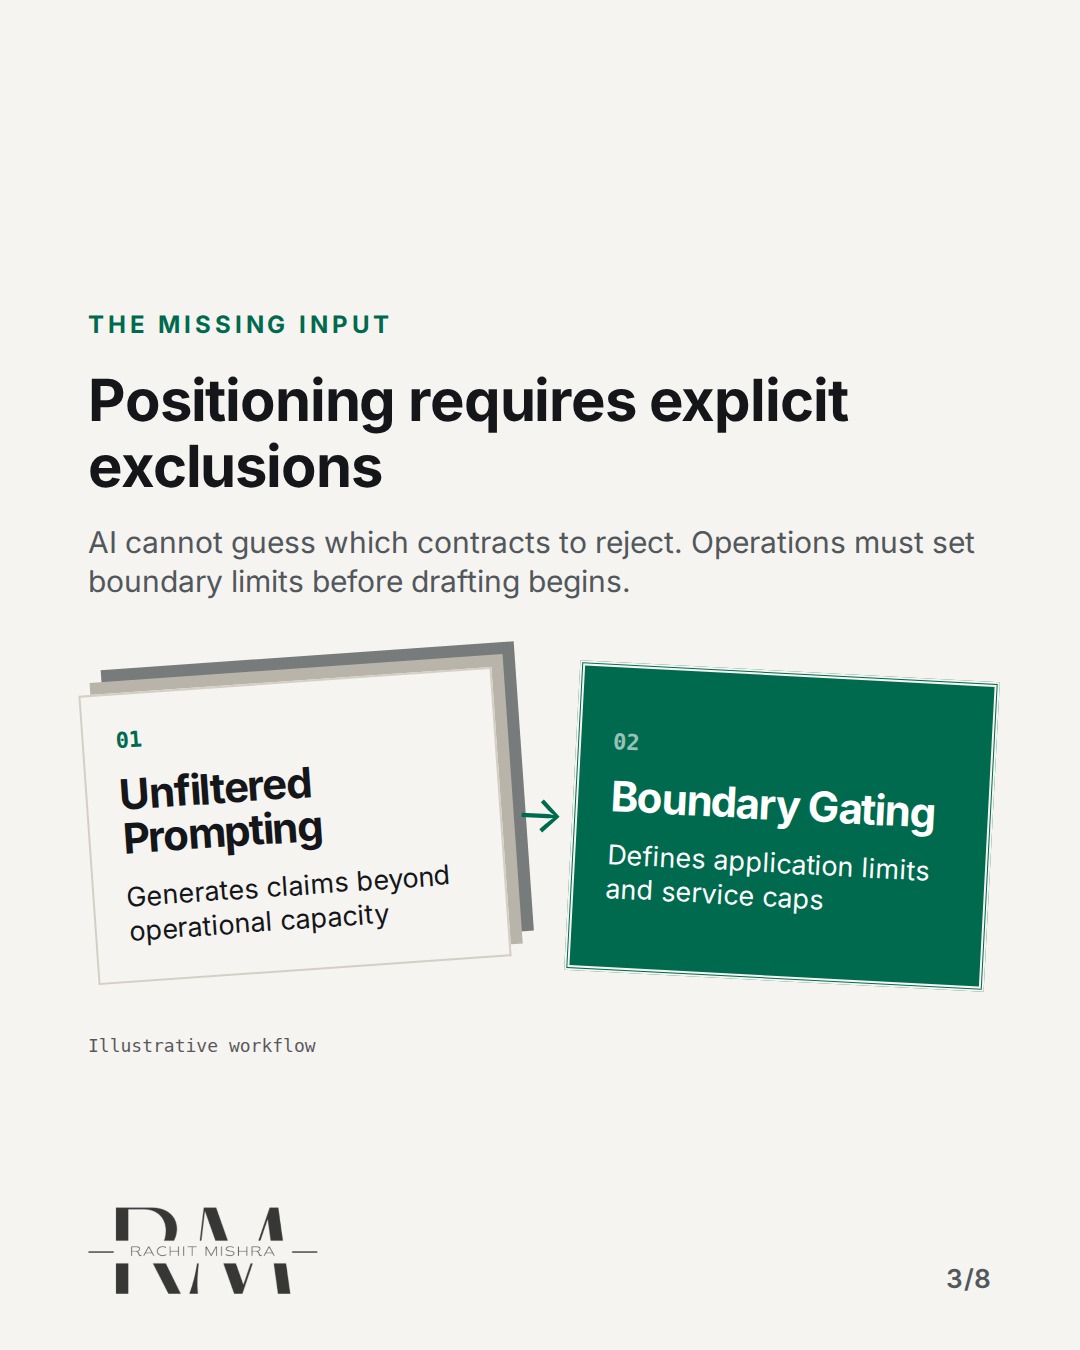 THE MISSING INPUT
Positioning requires explicit
exclusions
AI cannot guess which contracts to reject. Operations must set
boundary limits before drafting begins.
01
Unfiltered
Prompting
Generates claims beyond
operational capacity
→
02
Boundary Gating
Defines application limits
and service caps
Illustrative workflow
RM
RACHIT MISHRA
3/8